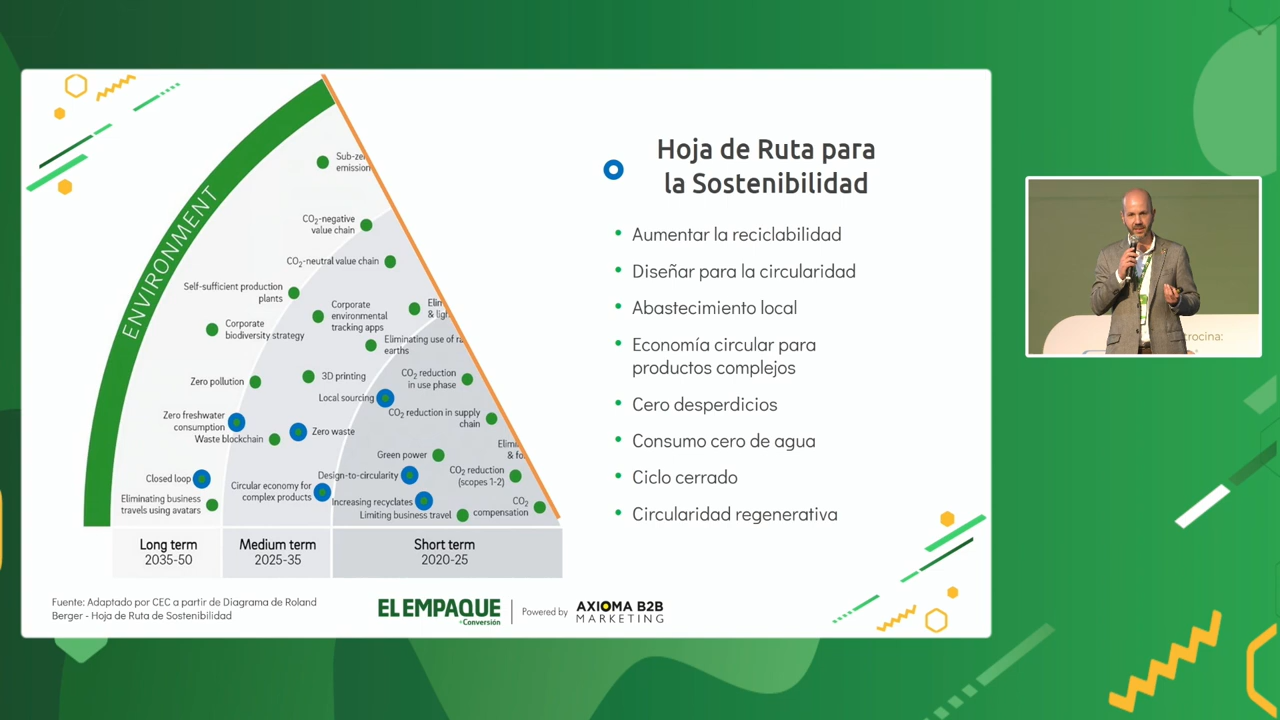 ENVIRONMENT
Sub-zero
emission
CO2-negative
value chain
CO2-neutral value chain
Self-sufficient production
plants
Corporate
environmental
tracking apps
Corporate
biodiversity strategy
Eliminating use of
earths
Zero pollution
3D printing
CO2 reduction
in use phase
Local sourcing
CO2 reduction in supply
chain
Zero freshwater
consumption
Waste blockchain
Zero waste
Green power
Closed loop
Design-to-circularity
CO2 reduction
(scopes 1-2)
Circular economy for
complex products
Increasing recyclates
Eliminating business
travels using avatars
Limiting business travel
CO2
compensation
Long term
2035-50
Medium term
2025-35
Short term
2020-25
Hoja de Ruta para
la Sostenibilidad
• Aumentar la reciclabilidad
• Diseñar para la circularidad
• Abastecimiento local
• Economía circular para
productos complejos
• Cero desperdicios
• Consumo cero de agua
• Ciclo cerrado
• Circularidad regenerativa
Fuente: Adaptado por CEC a partir de Diagrama de Roland
Berger - Hoja de Ruta de Sostenibilidad
EL EMPAQUE
+Conversión
Powered by
AXIOMA B2B
MARKETING
trocina: